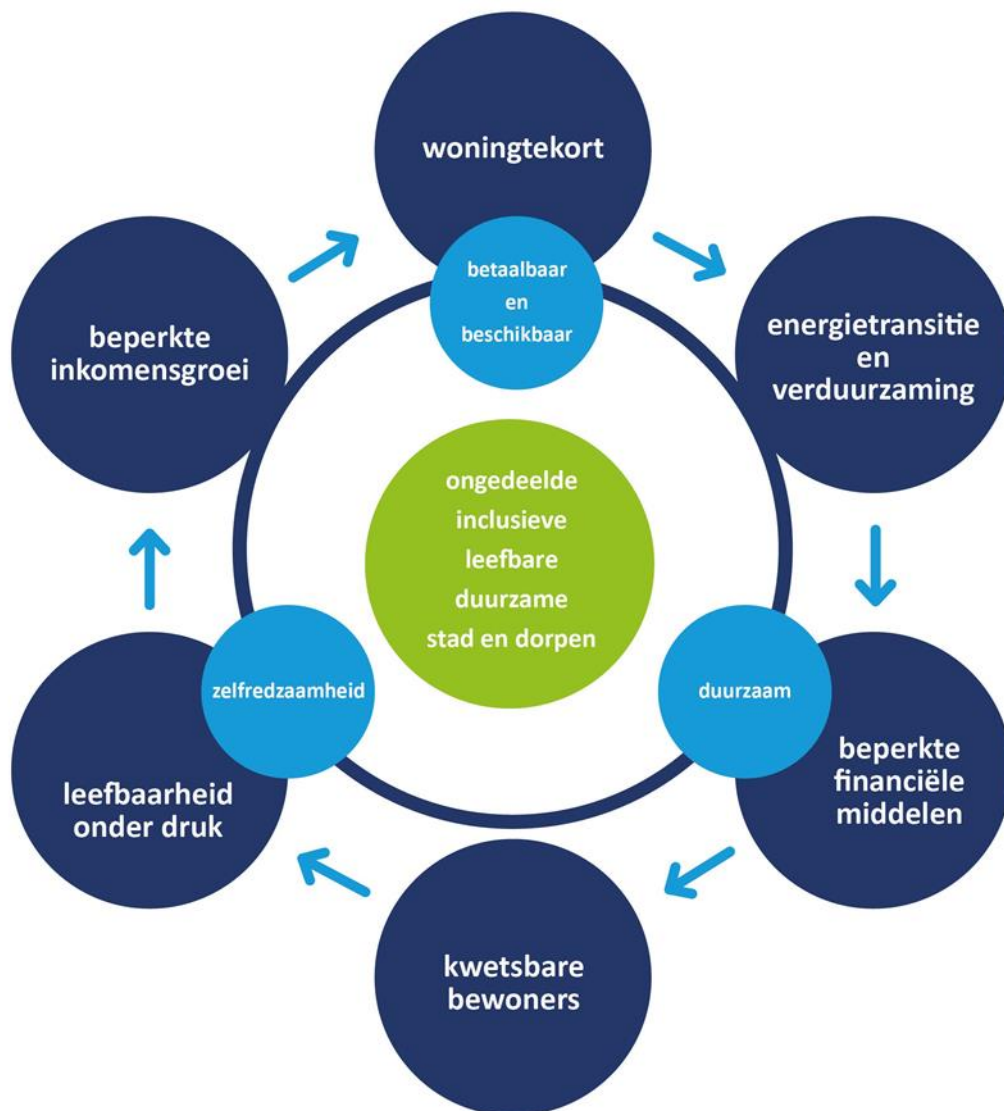 woningtekort
betaalbaar
en
beschikbaar
energietransitie
en
verduurzaming
beperkte
inkomensgroei
ongedeelde
inclusieve
leefbare
duurzame
stad en dorpen
zelfredzaamheid
duurzaam
beperkte
financiële
middelen
leefbaarheid
onder druk
kwetsbare
bewoners